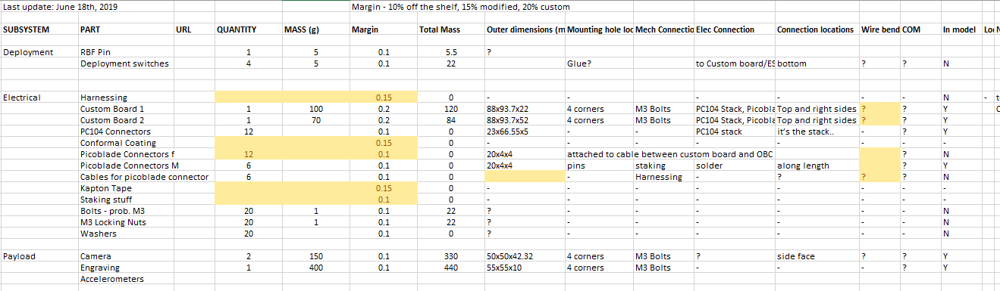 Last update: June 18th, 2019 Margin - 10% off the shelf, 15% modified, 20% custom
SUBSYSTEM PART URL QUANTITY MASS (g) Margin Total Mass Outer dimensions (m Mounting hole loc Mech Connectio Elec Connection Connection locations Wire bend COM In model Lo N
Deployment RBF Pin 1 5 0.1 5.5 ?
Deployment switches 4 5 0.1 22 Glue? to Custom board/ES bottom ? ? N
Electrical Harnessing 0.15 0 - - - - - - - N - t
Custom Board 1 1 100 0.2 120 88x93.7x22 4 corners M3 Bolts PC104 Stack, Picobla Top and right sides ? ? Y C
Custom Board 2 1 70 0.2 84 88x93.7x52 4 corners M3 Bolts PC104 Stack, Picobla Top and right sides ? ? Y
PC104 Connectors 12 0.1 0 23x66.55x5 PC104 stack it's the stack.. - ? Y
Conformal Coating 0.15 0 - - - - - - - -
Picoblade Connectors f 12 0.1 0 20x4x4 attached to cable between custom board and OBC ? N
Picoblade Connectors M 6 0.1 0 20x4x4 pins staking solder along length ? Y
Cables for picoblade connector 6 0.1 0 Harnessing - ? ? ? N
Kapton Tape 0.15 0 - - - - - - - -
Staking stuff 0.1 0 - - - - - - - -
Bolts - prob. M3 20 1 0.1 22 ? - - - - - - N
M3 Locking Nuts 20 1 0.1 22 ? - - - - - - N
Washers 20 0.1 0 ? - - - - - - N
Payload Camera 2 150 0.1 330 50x50x42.32 4 corners M3 Bolts ? side face ? ? Y
Engraving 1 400 0.1 440 55x55x10 4 corners M3 Bolts - - - - Y
Accelerometers